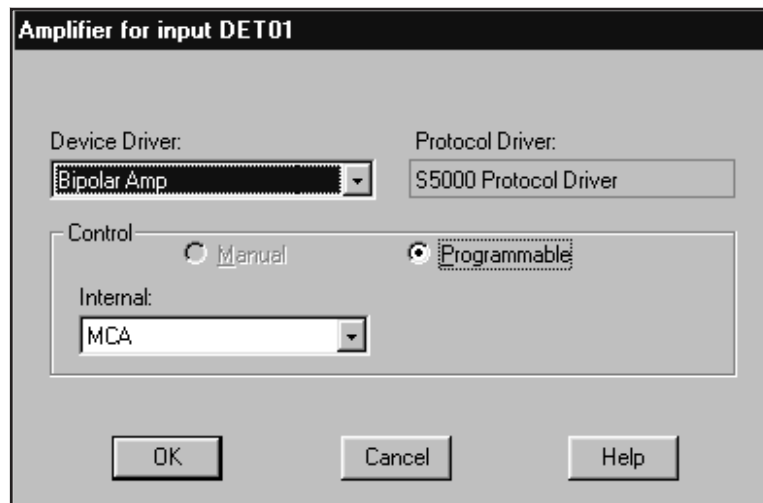 Amplifier for input DET01
Device Driver:
Protocol Driver:
Bipolar Amp
S5000 Protocol Driver
Control
Manual
Programmable
Internal:
MCA
OK
Cancel
Help